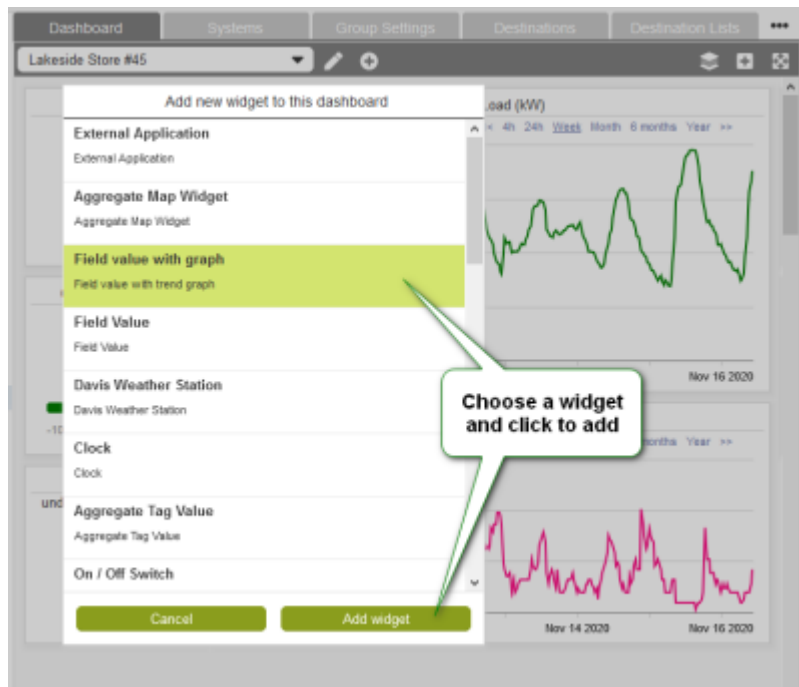 Dashboard Systems Group Settings Destinations Destination Lists
Lakeside Store #45
Add new widget to this dashboard
External Application
External Application
Aggregate Map Widget
Aggregate Map Widget
Field value with graph
Field value with trend graph
Field Value
Field Value
Davis Weather Station
Davis Weather Station
Clock
Clock
Aggregate Tag Value
Aggregate Tag Value
On / Off Switch
Cancel Add widget
oad (kW)
< 4h 24h Week Month 6 months Year >>
Nov 16 2020
Choose a widget
and click to add
-10
onths Year >>
und
Nov 14 2020 Nov 16 2020